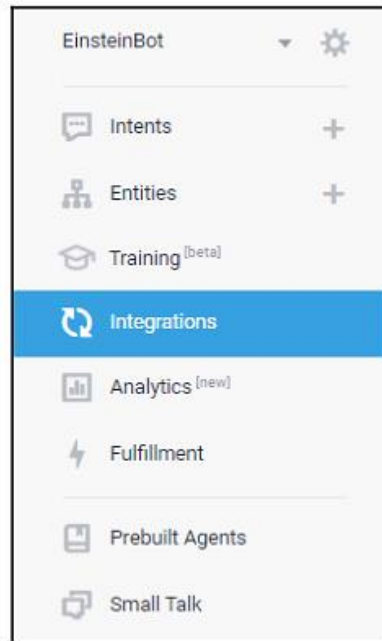 EinsteinBot
Intents
Entities
Training [beta]
Integrations
Analytics [new]
Fulfillment
Prebuilt Agents
Small Talk